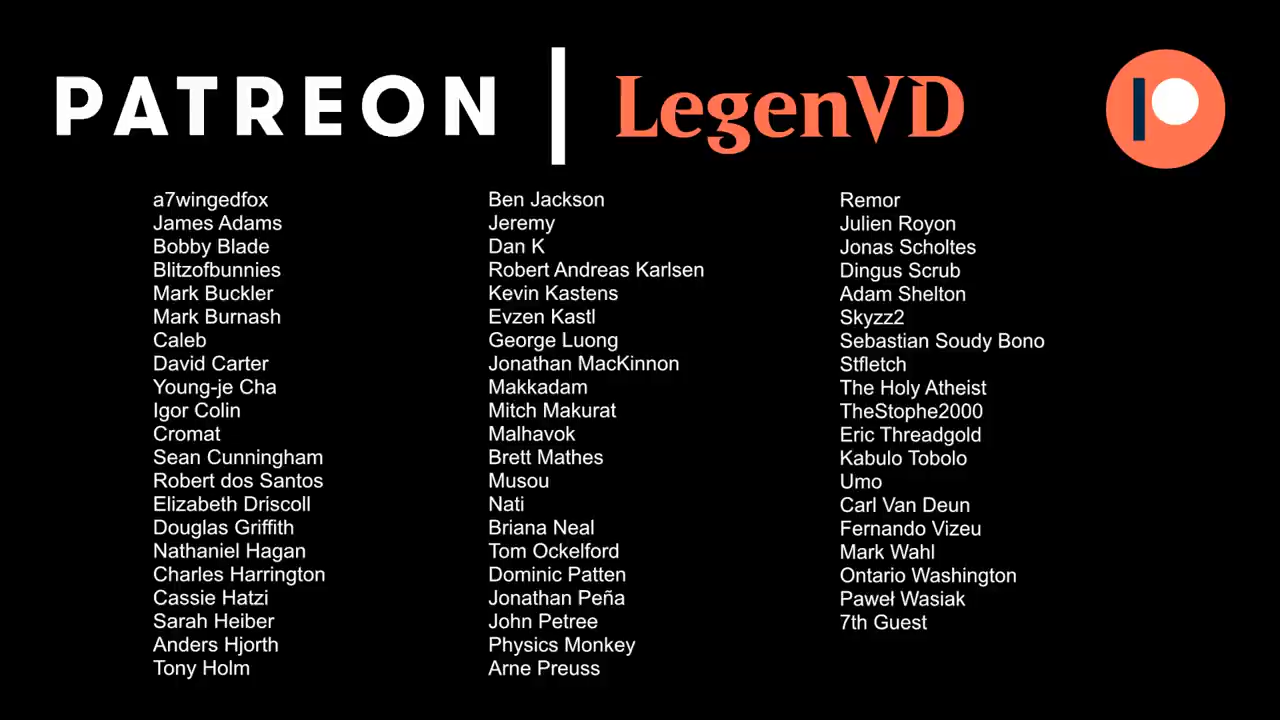 PATREON | LegenVD
a7wingedfox
James Adams
Bobby Blade
Blitzofbunnies
Mark Buckler
Mark Burnash
Caleb
David Carter
Young-je Cha
Igor Colin
Cromat
Sean Cunningham
Robert dos Santos
Elizabeth Driscoll
Douglas Griffith
Nathaniel Hagan
Charles Harrington
Cassie Hatzi
Sarah Heiber
Anders Hjorth
Tony Holm
Ben Jackson
Jeremy
Dan K
Robert Andreas Karlsen
Kevin Kastens
Evzen Kastl
George Luong
Jonathan MacKinnon
Makkadam
Mitch Makurat
Malhavok
Brett Mathes
Musou
Nati
Briana Neal
Tom Ockelford
Dominic Patten
Jonathan Peña
John Petree
Physics Monkey
Arne Preuss
Remor
Julien Royon
Jonas Scholtes
Dingus Scrub
Adam Shelton
Skyzz2
Sebastian Soudy Bono
Stfletch
The Holy Atheist
TheStophe2000
Eric Threadgold
Kabulo Tobolo
Umo
Carl Van Deun
Fernando Vizeu
Mark Wahl
Ontario Washington
Paweł Wasiak
7th Guest